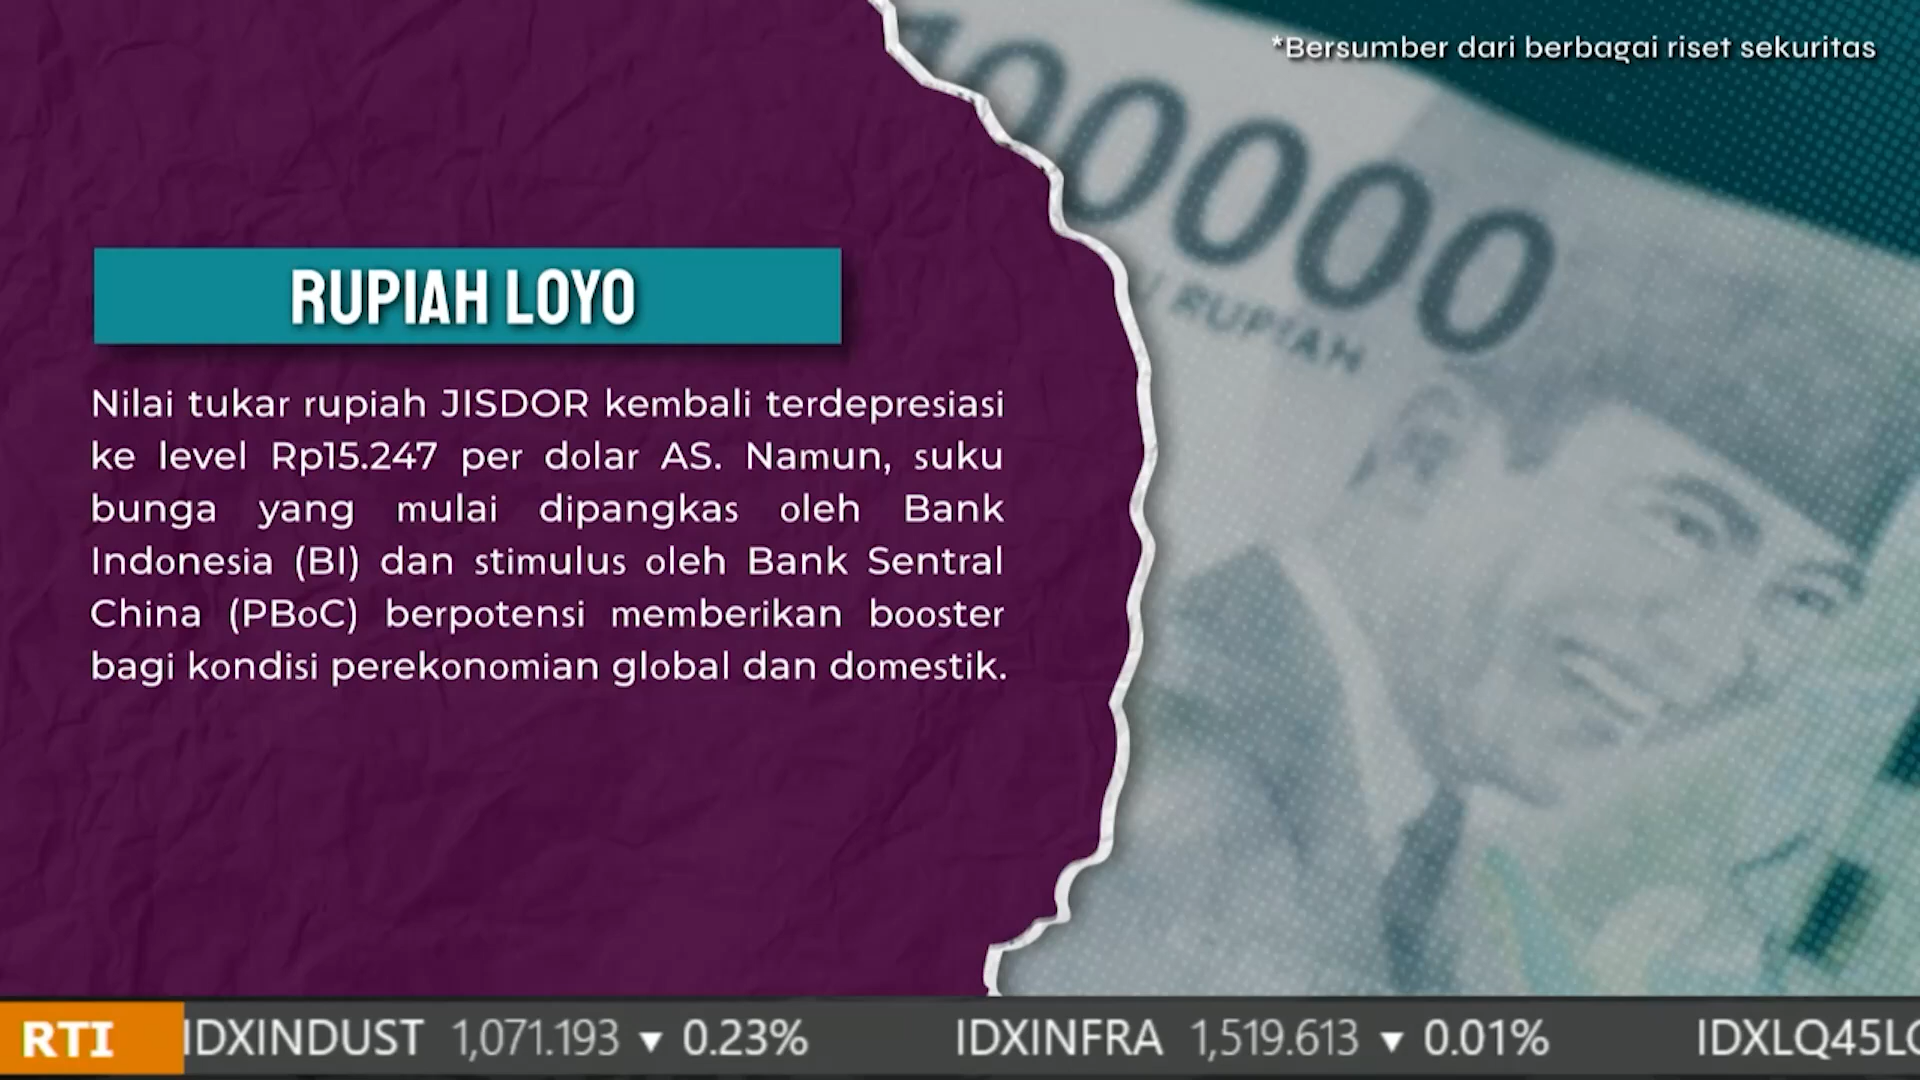 *Bersumber dari berbagai riset sekuritas
00000
RUPIAH
RUPIAH LOYO
Nilai tukar rupiah JISDOR kembali terdepresiasi
ke level Rp15.247 per dolar AS. Namun, suku
bunga yang mulai dipangkas oleh Bank
Indonesia (BI) dan stimulus oleh Bank Sentral
China (PBoC) berpotensi memberikan booster
bagi kondisi perekonomian global dan domestik.
RTI IDXINDUST 1,071.193 ▼ 0.23% IDXINFRA 1,519.613 ▼ 0.01% IDXLQ45LC